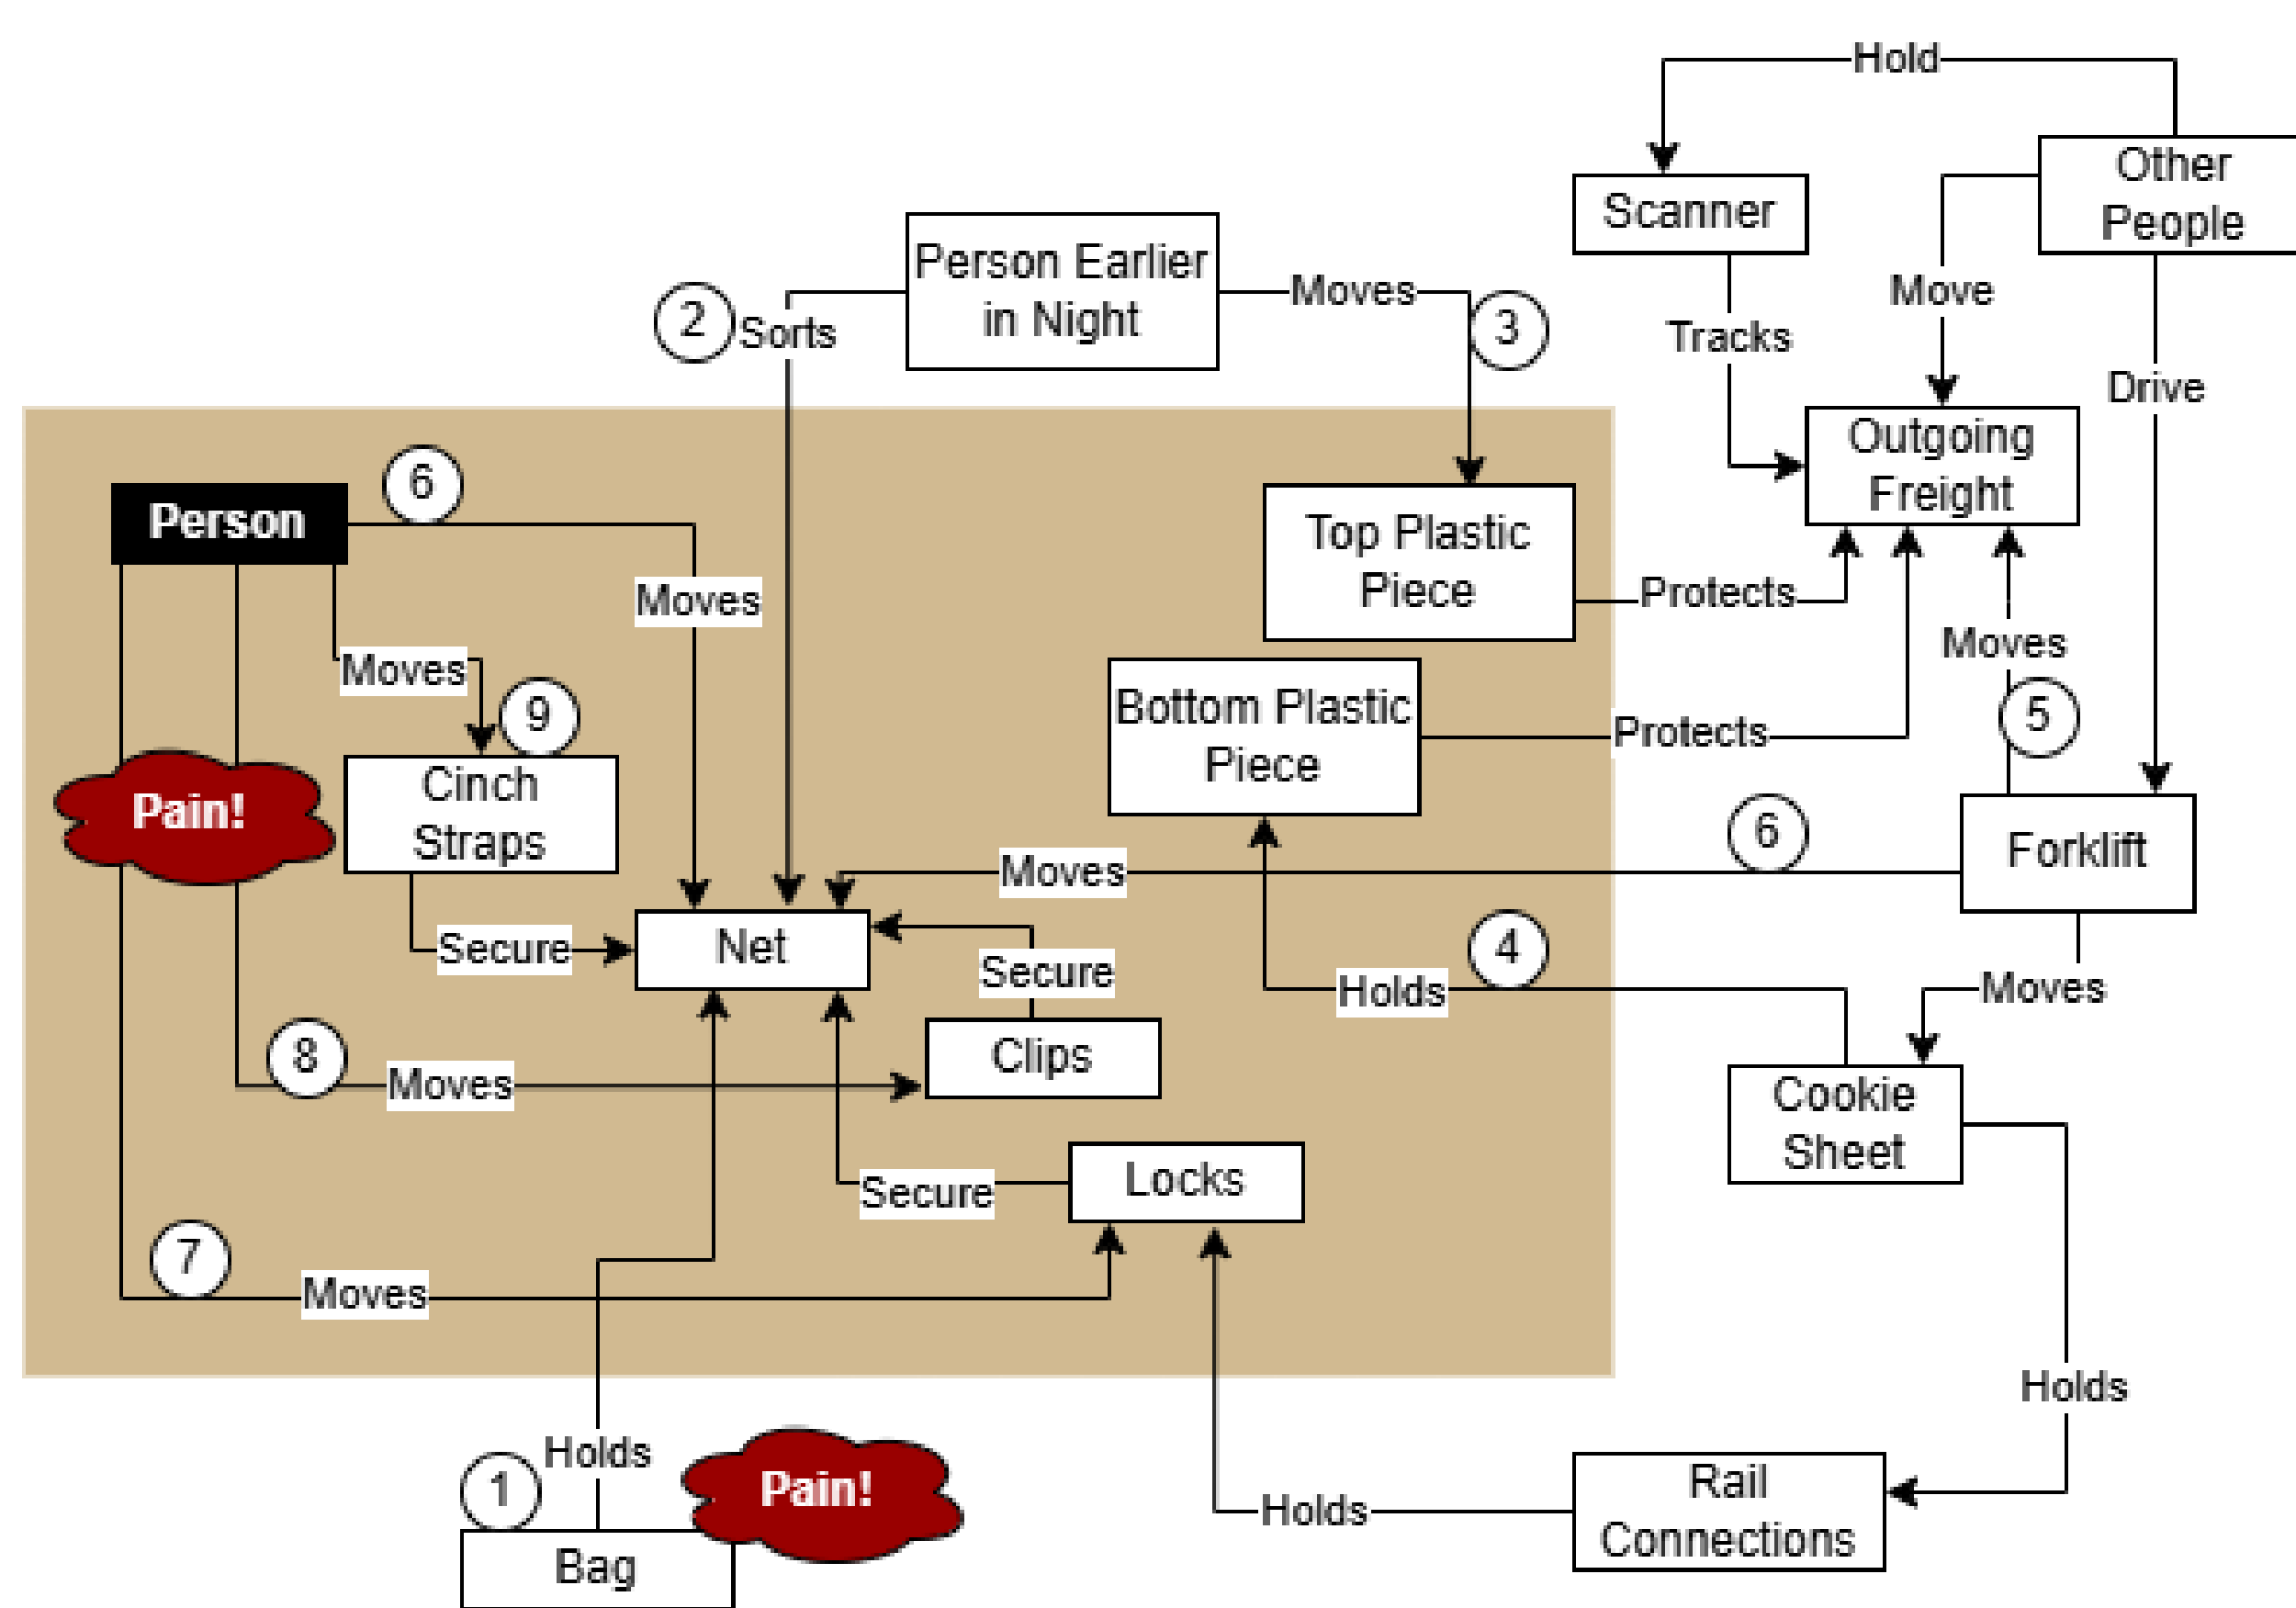 Hold
Other
People
Scanner
Person Earlier
in Night
Moves
Move
2
Sorts
3
Tracks
Drive
Outgoing
Freight
6
Person
Top Plastic
Piece
Moves
Protects
Moves
Moves
Bottom Plastic
Piece
Protects
5
9
Pain!
Cinch
Straps
6
Forklift
Moves
Secure
Net
Secure
4
Holds
Moves
8
Moves
Clips
Cookie
Sheet
Locks
Secure
7
Moves
Holds
Holds
1
Pain!
Bag
Holds
Rail
Connections